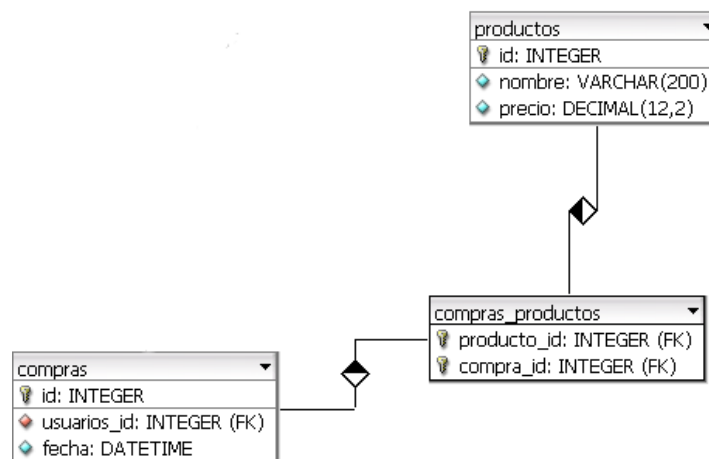 productos
id: INTEGER
nombre: VARCHAR(200)
precio: DECIMAL(12,2)
compras_productos
producto_id: INTEGER (FK)
compra_id: INTEGER (FK)
compras
id: INTEGER
usuarios_id: INTEGER (FK)
fecha: DATETIME